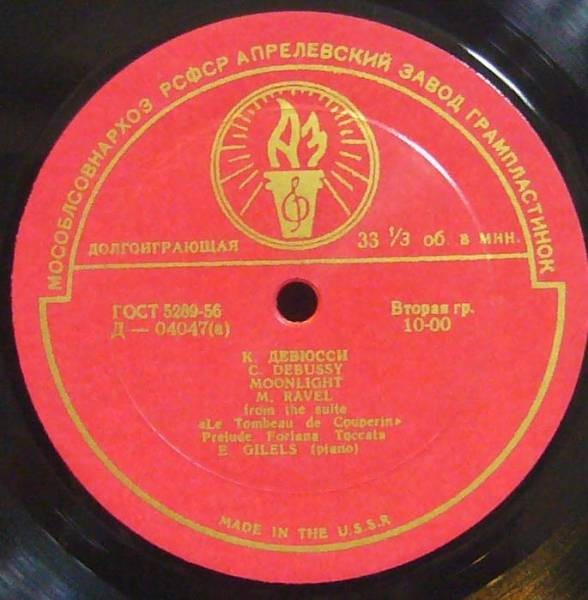 МОСОБЛСОВНАРХОЗ РСФСР АПРЕЛЕВСКИЙ ЗАВОД ГРАМПЛАСТИНОК
АЗ
ДОЛГОИГРАЮЩАЯ
33 1/3 об. в мин.
ГОСТ 5289-56
Д — 04047(а)
Вторая гр.
10-00
К. ДЕБЮССИ
C. DEBUSSY
MOONLIGHT
M. RAVEL
from the suite
«Le Tombeau de Couperin»
Prelude Forlana Toccata
E. GILELS (piano)
MADE IN THE U.S.S.R